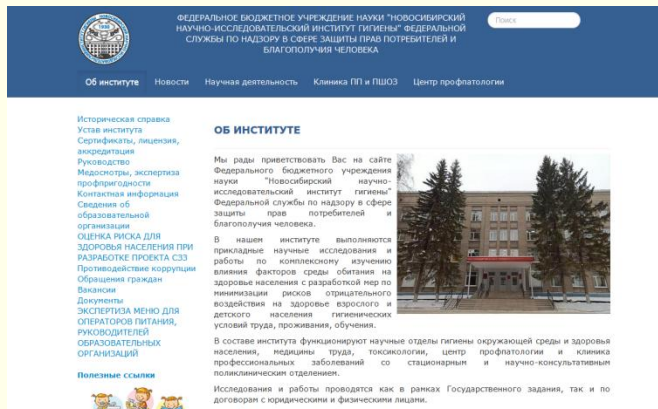 ФЕДЕРАЛЬНОЕ БЮДЖЕТНОЕ УЧРЕЖДЕНИЕ НАУКИ "НОВОСИБИРСКИЙ
НАУЧНО-ИССЛЕДОВАТЕЛЬСКИЙ ИНСТИТУТ ГИГИЕНЫ" ФЕДЕРАЛЬНОЙ
СЛУЖБЫ ПО НАДЗОРУ В СФЕРЕ ЗАЩИТЫ ПРАВ ПОТРЕБИТЕЛЕЙ И
БЛАГОПОЛУЧИЯ ЧЕЛОВЕКА
Поиск
Об институте Новости Научная деятельность Клиника ПП и ПШОЗ Центр профпатологии
Историческая справка
Устав института
Сертификаты, лицензия,
аккредитация
Руководство
Медосмотры, экспертиза
профпригодности
Контактная информация
Сведения об
образовательной
организации
ОЦЕНКА РИСКА ДЛЯ
ЗДОРОВЬЯ НАСЕЛЕНИЯ ПРИ
РАЗРАБОТКЕ ПРОЕКТА СЗЗ
Противодействие коррупции
Обращения граждан
Вакансии
Документы
ЭКСПЕРТИЗА МЕНЮ ДЛЯ
ОПЕРАТОРОВ ПИТАНИЯ,
РУКОВОДИТЕЛЕЙ
ОБРАЗОВАТЕЛЬНЫХ
ОРГАНИЗАЦИЙ
Полезные ссылки
ОБ ИНСТИТУТЕ
Мы рады приветствовать Вас на сайте
Федерального бюджетного учреждения
науки "Новосибирский научно-
исследовательский институт гигиены"
Федеральной службы по надзору в сфере
защиты прав потребителей и
благополучия человека.
В нашем институте выполняются
прикладные научные исследования и
работы по комплексному изучению
влияния факторов среды обитания на
здоровье населения с разработкой мер по
минимизации рисков отрицательного
воздействия на здоровье взрослого и
детского населения гигиенических
условий труда, проживания, обучения.
В составе института функционируют научные отделы гигиены окружающей среды и здоровья
населения, медицины труда, токсикологии, центр профпатологии и клиника
профессиональных заболеваний со стационарным и научно-консультативным
поликлиническим отделением.
Исследования и работы проводятся как в рамках Государственного задания, так и по
договорам с юридическими и физическими лицами.